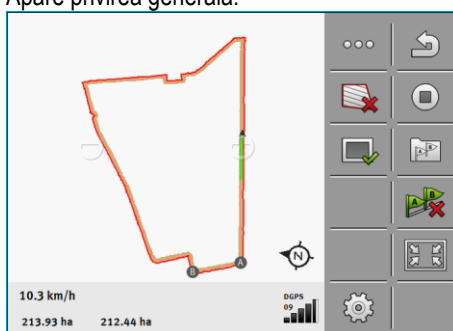 Apare privirea generală.
A B
N
A
B
A B
10.3 km/h
DGPS
09
213.93 ha 212.44 ha